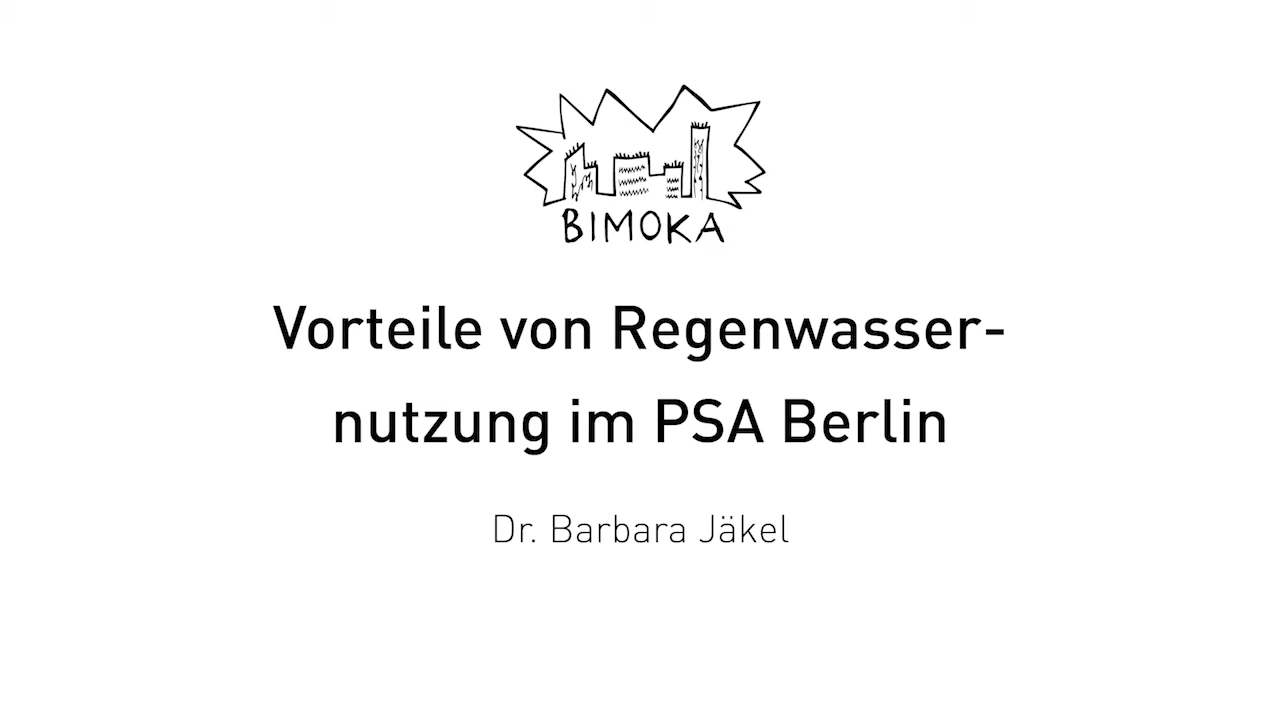 BIMOKA
Vorteile von Regenwasser-
nutzung im PSA Berlin
Dr. Barbara Jäkel